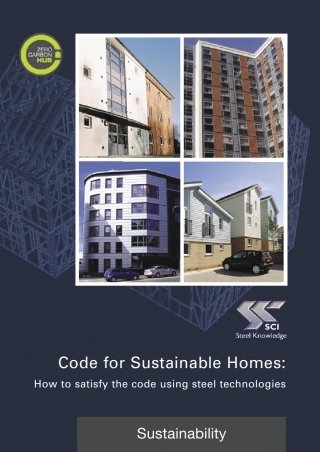 ZERO
CARBON
HUB
SCI
Steel Knowledge
Code for Sustainable Homes:
How to satisfy the code using steel technologies
Sustainability